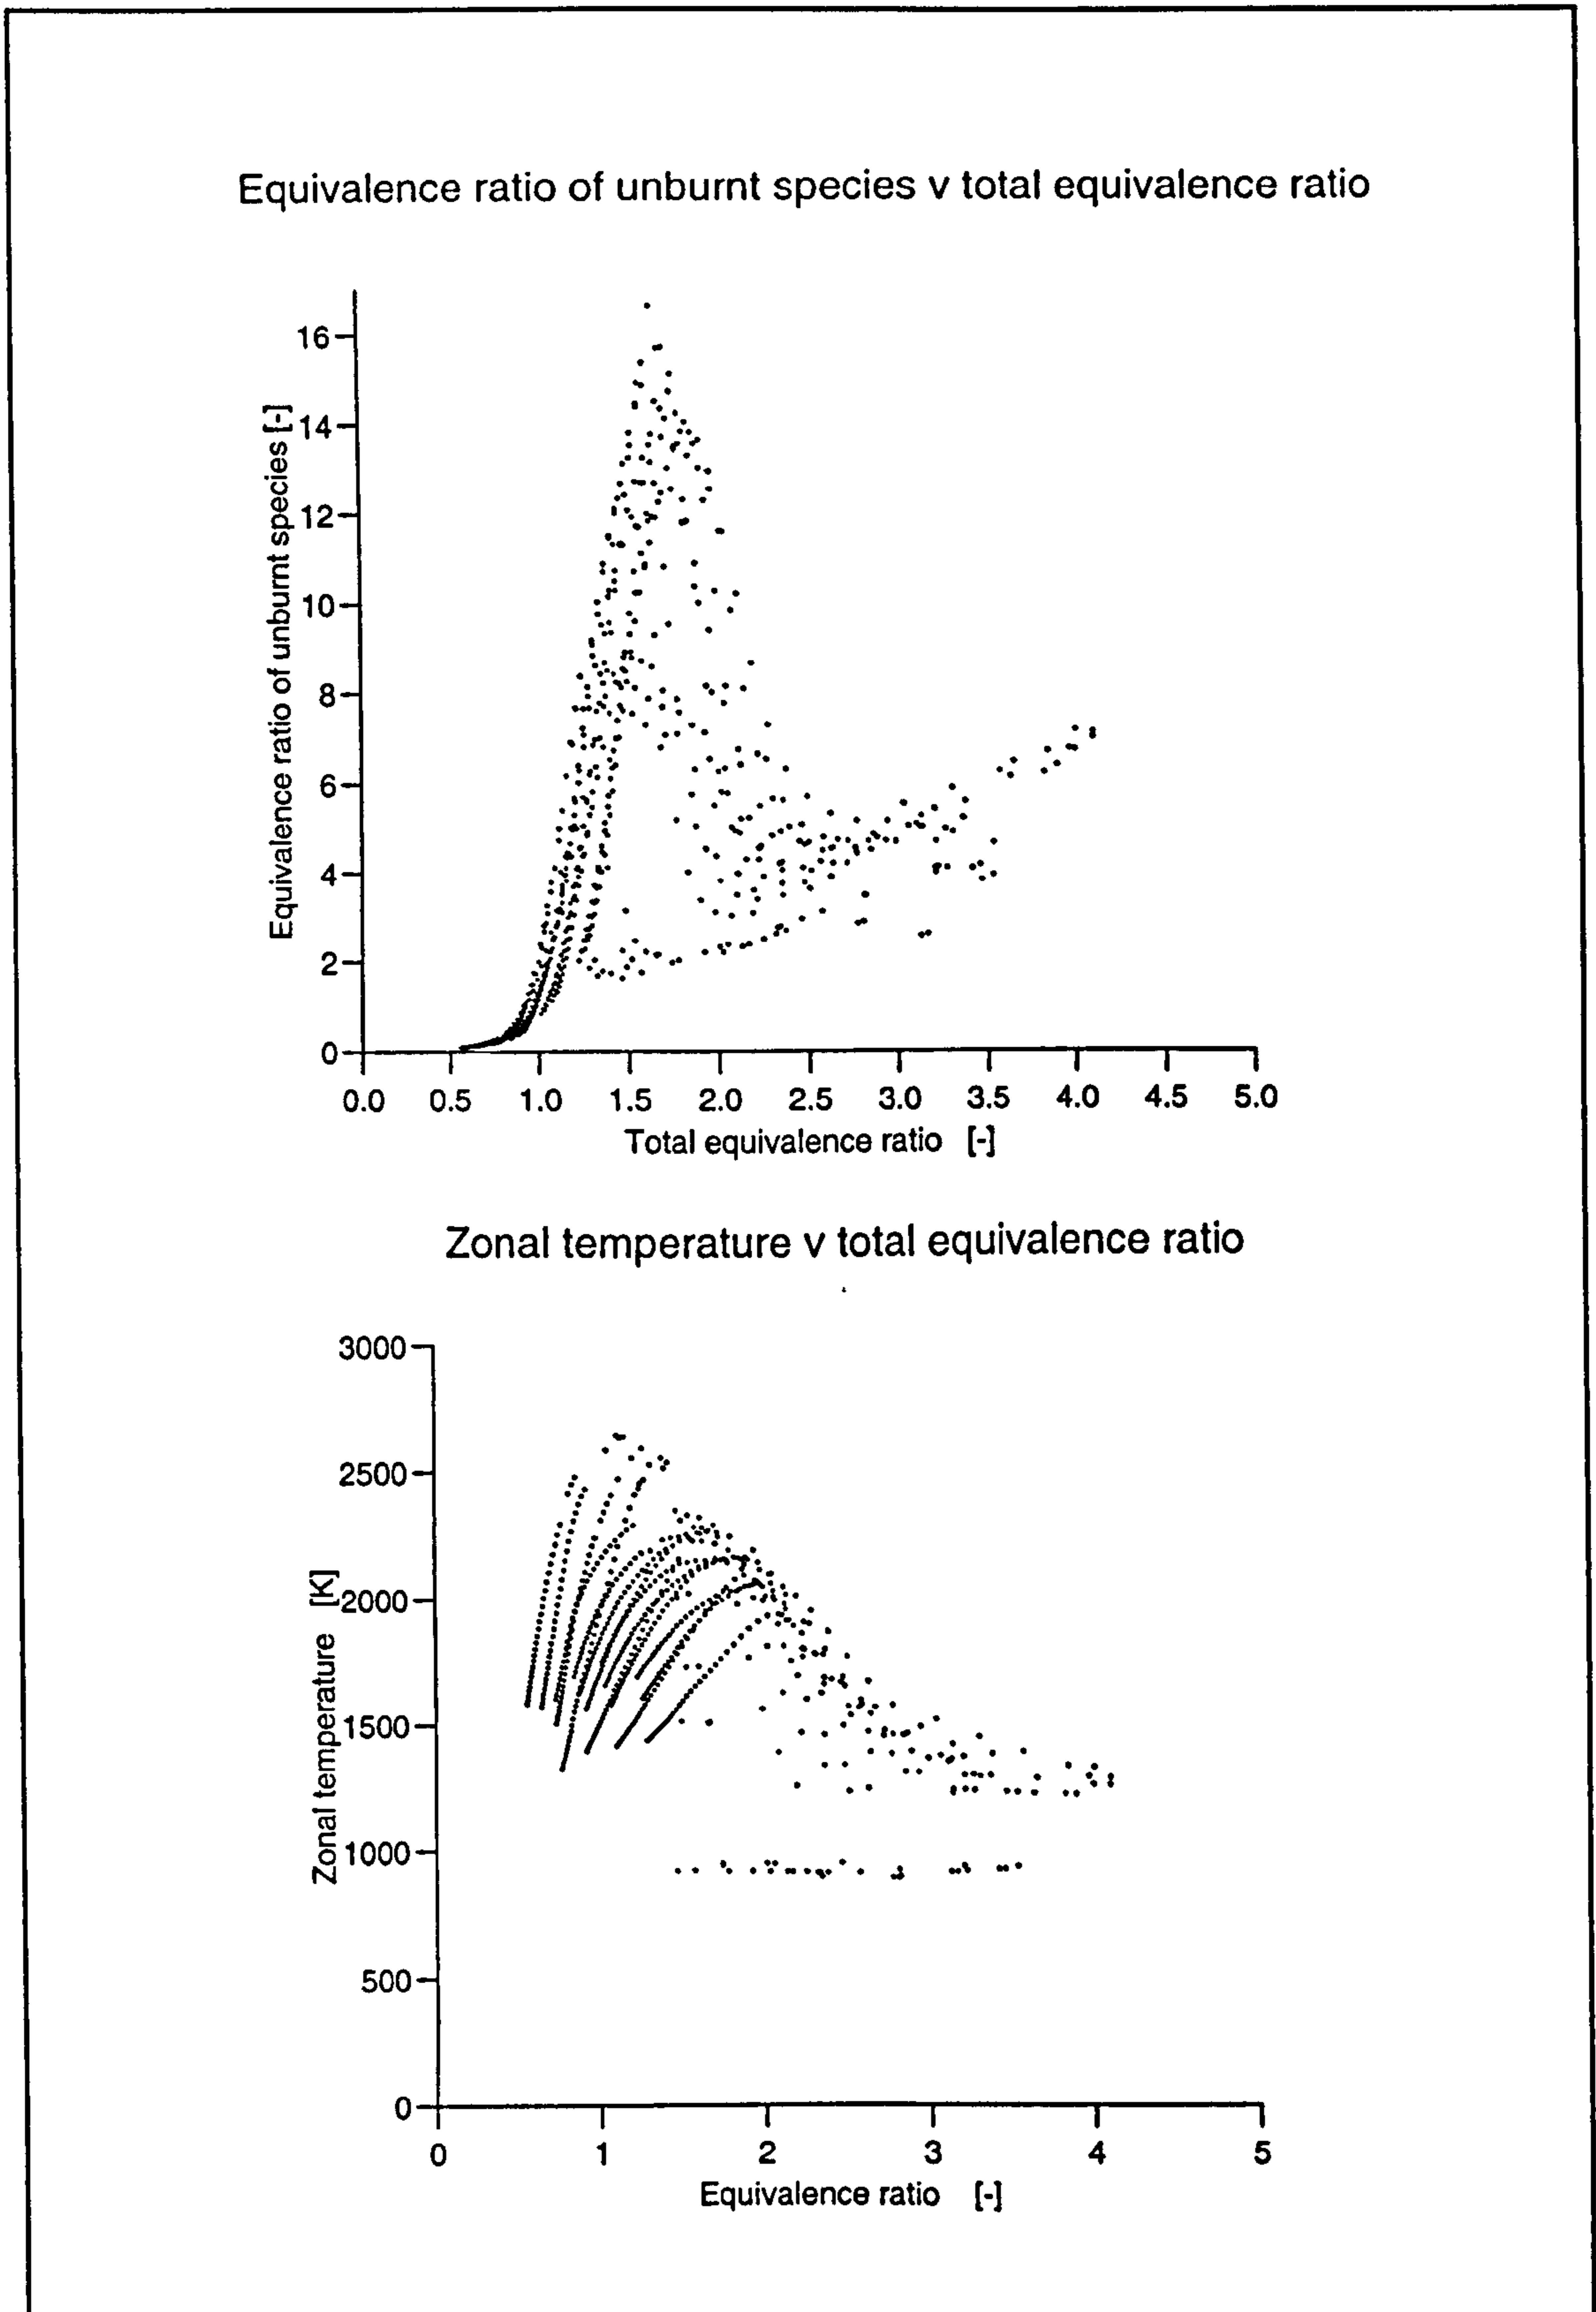 Equivalence ratio of unburnt species v total equivalence ratio
16
14
12
10
8
6
4
2
0
Equivalence ratio of unburnt species [-]
0.0 0.5 1.0 1.5 2.0 2.5 3.0 3.5 4.0 4.5 5.0
Total equivalence ratio [-]
Zonal temperature v total equivalence ratio
3000
2500
2000
1500
1000
500
0
Zonal temperature [K]
0 1 2 3 4 5
Equivalence ratio [-]